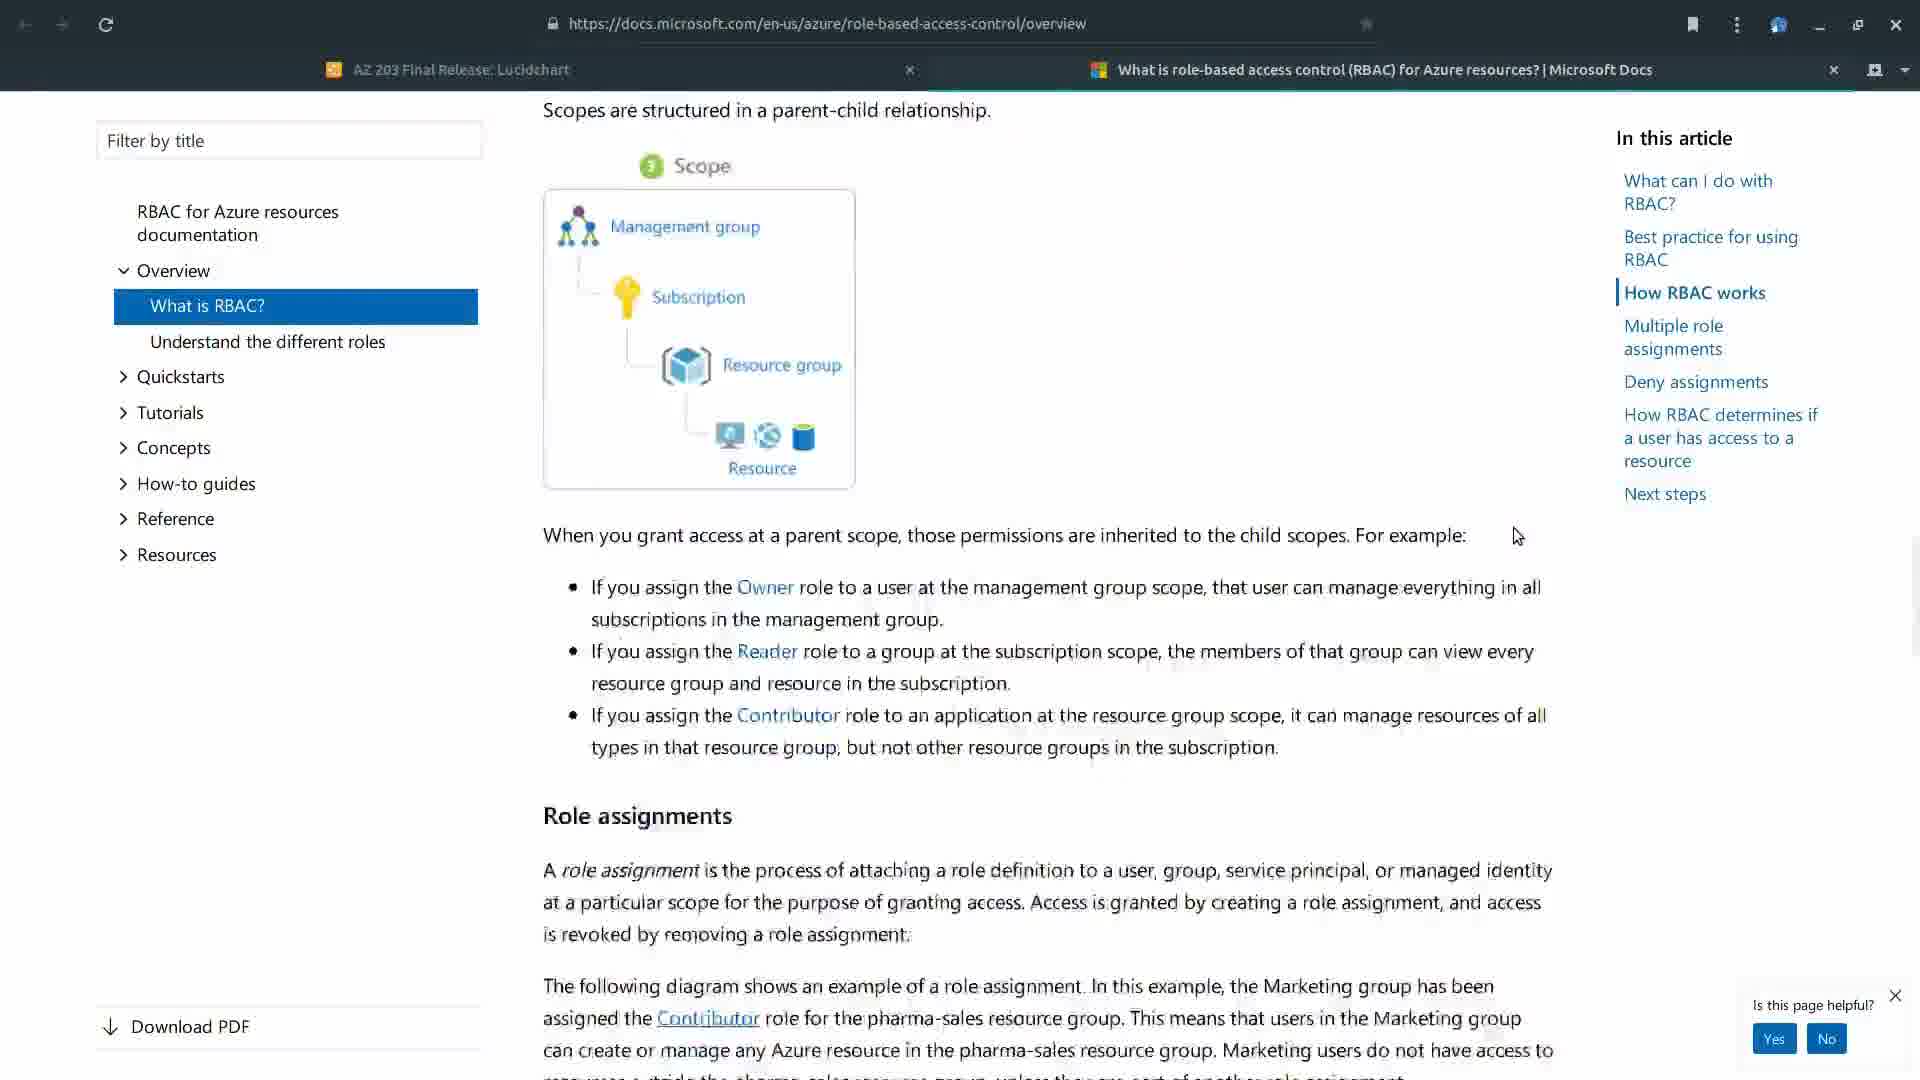 https://docs.microsoft.com/en-us/azure/role-based-access-control/overview
AZ 203 Final Release: Lucidchart
What is role-based access control (RBAC) for Azure resources? | Microsoft Docs
Filter by title
RBAC for Azure resources
documentation
Overview
What is RBAC?
Understand the different roles
Quickstarts
Tutorials
Concepts
How-to guides
Reference
Resources
Download PDF
Scopes are structured in a parent-child relationship.
3 Scope
Management group
Subscription
Resource group
Resource
When you grant access at a parent scope, those permissions are inherited to the child scopes. For example:
• If you assign the Owner role to a user at the management group scope, that user can manage everything in all
subscriptions in the management group.
• If you assign the Reader role to a group at the subscription scope, the members of that group can view every
resource group and resource in the subscription.
• If you assign the Contributor role to an application at the resource group scope, it can manage resources of all
types in that resource group, but not other resource groups in the subscription.
Role assignments
A role assignment is the process of attaching a role definition to a user, group, service principal, or managed identity
at a particular scope for the purpose of granting access. Access is granted by creating a role assignment, and access
is revoked by removing a role assignment.
The following diagram shows an example of a role assignment. In this example, the Marketing group has been
assigned the Contributor role for the pharma-sales resource group. This means that users in the Marketing group
can create or manage any Azure resource in the pharma-sales resource group. Marketing users do not have access to
In this article
What can I do with
RBAC?
Best practice for using
RBAC
How RBAC works
Multiple role
assignments
Deny assignments
How RBAC determines if
a user has access to a
resource
Next steps
Is this page helpful?
Yes No